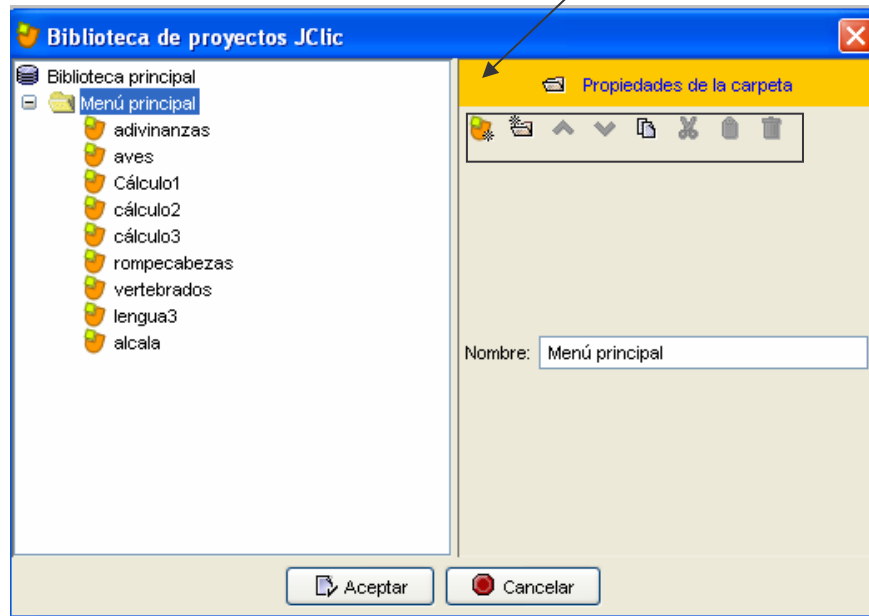 Biblioteca de proyectos JClic
Biblioteca principal
Menú principal
adivinanzas
aves
Cálculo1
cálculo2
cálculo3
rompecabezas
vertebrados
lengua3
alcala
Propiedades de la carpeta
Nombre: Menú principal
Aceptar Cancelar